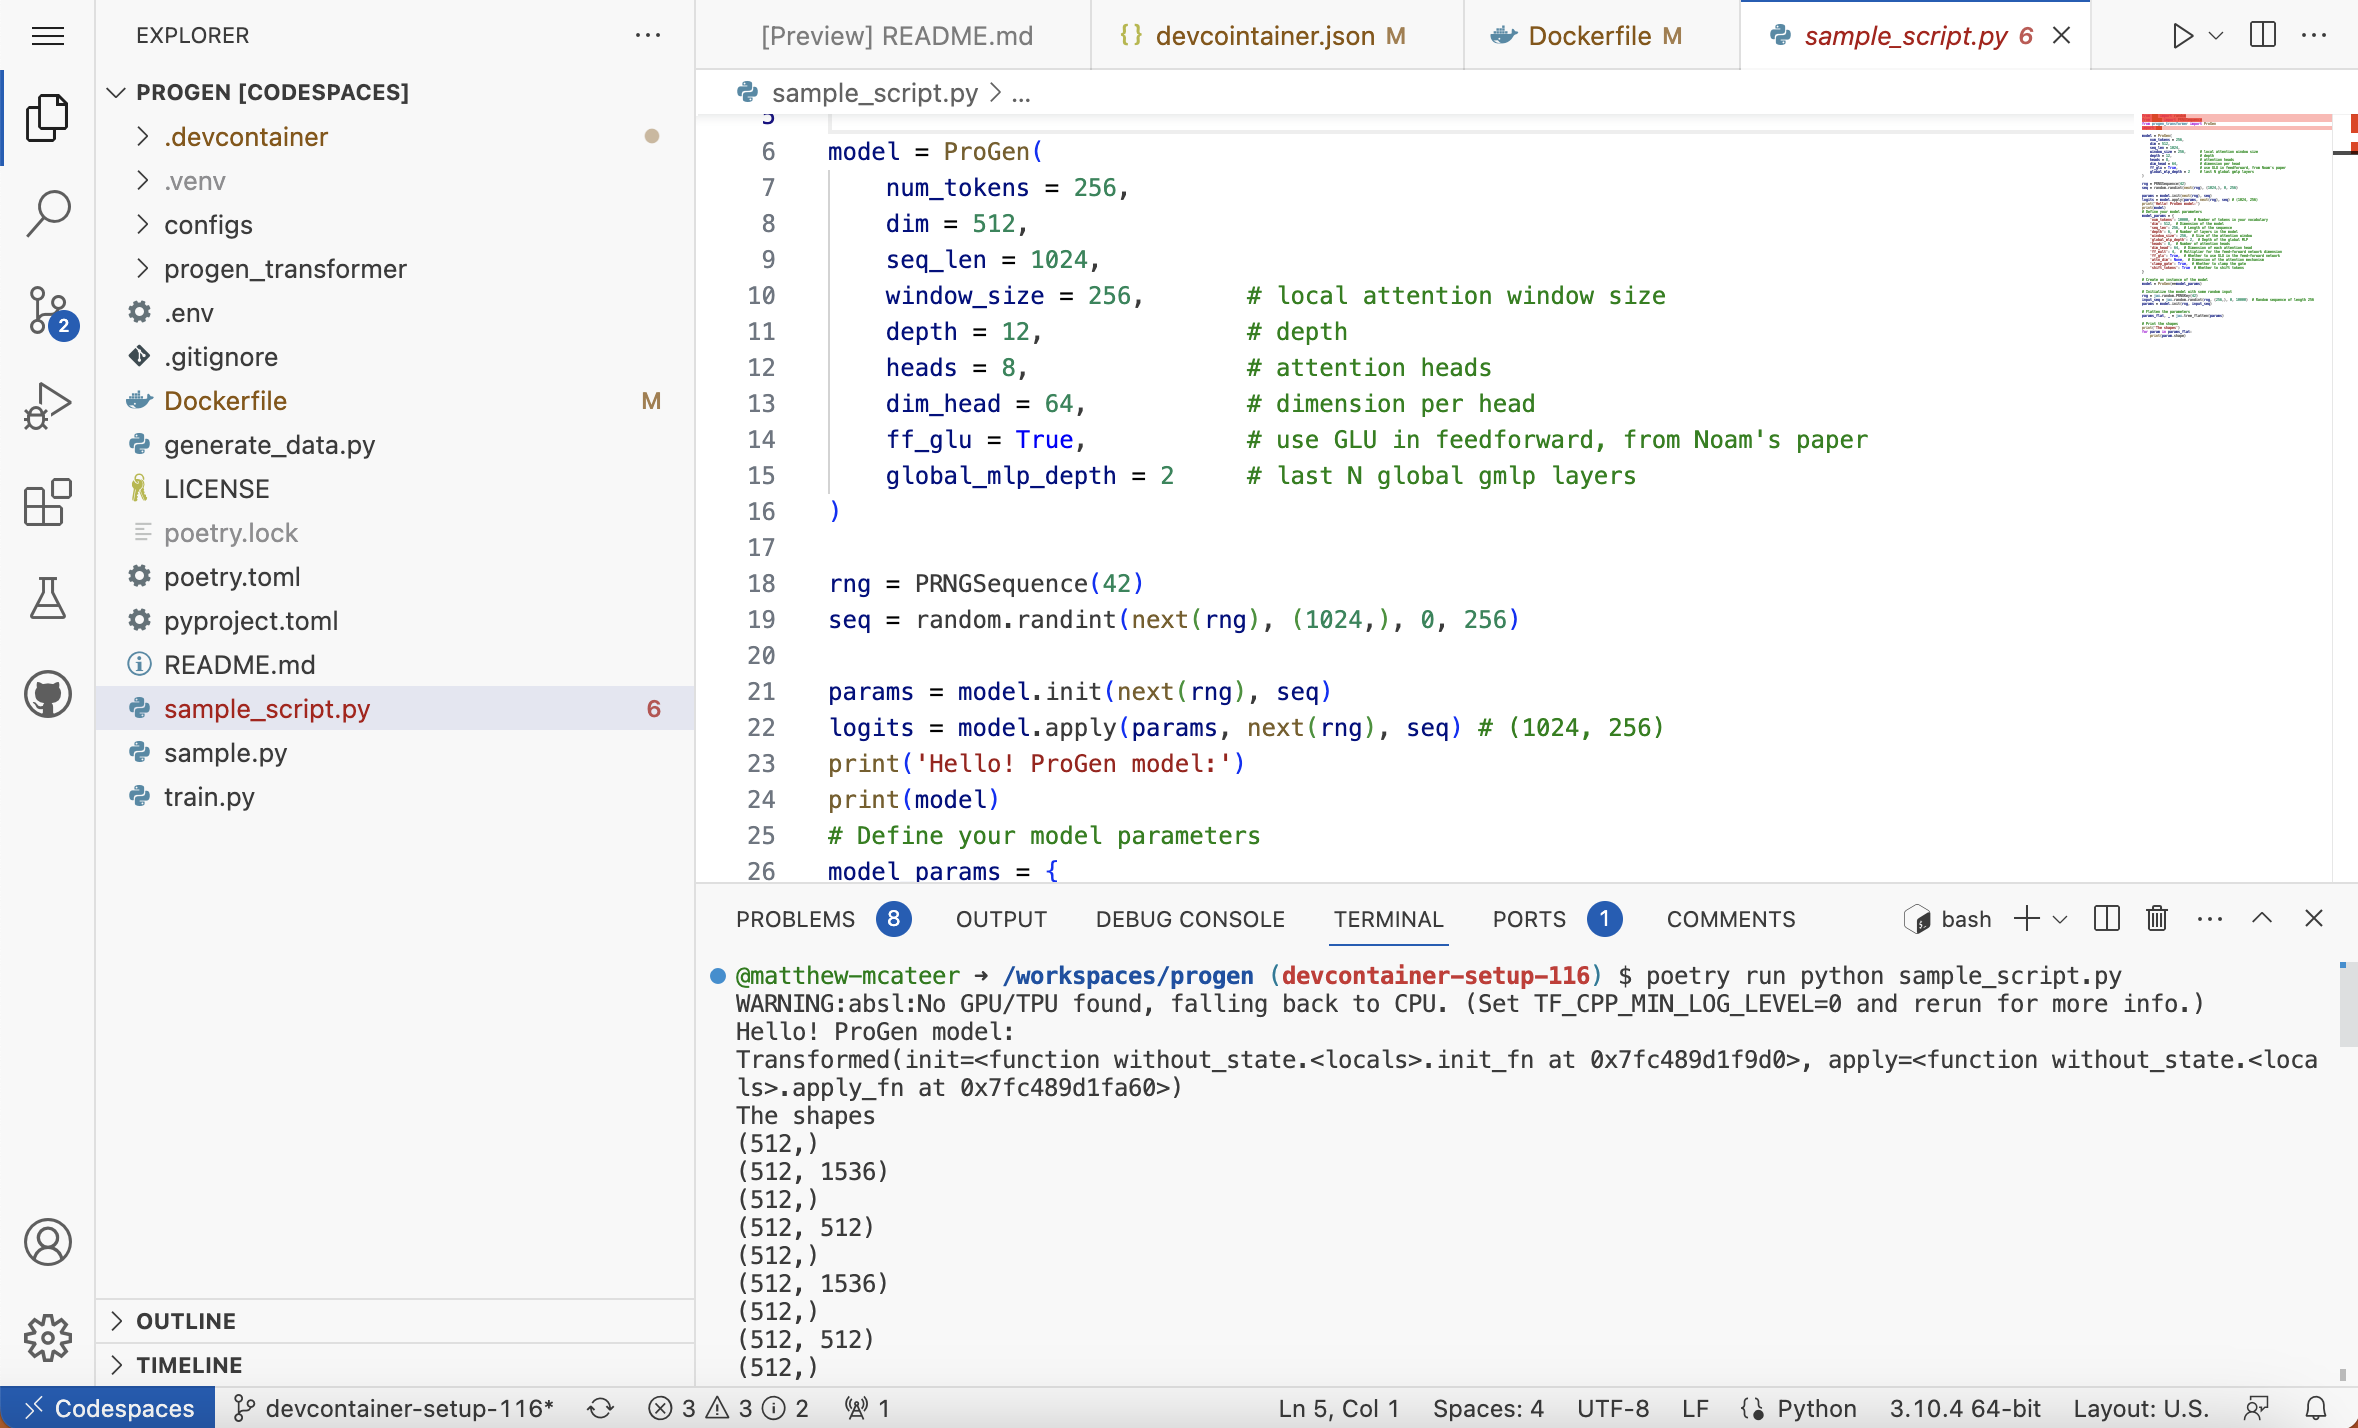 EXPLORER
PROGEN [CODESPACES]
.devcontainer
.venv
configs
progen_transformer
.env
.gitignore
Dockerfile M
generate_data.py
LICENSE
poetry.lock
poetry.toml
pyproject.toml
README.md
sample_script.py 6
sample.py
train.py
OUTLINE
TIMELINE
2
[Preview] README.md
{} devcointainer.json M
Dockerfile M
sample_script.py 6
sample_script.py > ...
5
6 model = ProGen(
7 num_tokens = 256,
8 dim = 512,
9 seq_len = 1024,
10 window_size = 256, # local attention window size
11 depth = 12, # depth
12 heads = 8, # attention heads
13 dim_head = 64, # dimension per head
14 ff_glu = True, # use GLU in feedforward, from Noam's paper
15 global_mlp_depth = 2 # last N global gmlp layers
16 )
17
18 rng = PRNGSequence(42)
19 seq = random.randint(next(rng), (1024,), 0, 256)
20
21 params = model.init(next(rng), seq)
22 logits = model.apply(params, next(rng), seq) # (1024, 256)
23 print('Hello! ProGen model:')
24 print(model)
25 # Define your model parameters
26 model_params = {
PROBLEMS 8 OUTPUT DEBUG CONSOLE TERMINAL PORTS 1 COMMENTS bash
@matthew-mcateer → /workspaces/progen (devcontainer-setup-116) $ poetry run python sample_script.py
WARNING:absl:No GPU/TPU found, falling back to CPU. (Set TF_CPP_MIN_LOG_LEVEL=0 and rerun for more info.)
Hello! ProGen model:
Transformed(init=<function without_state.<locals>.init_fn at 0x7fc489d1f9d0>, apply=<function without_state.<loca
ls>.apply_fn at 0x7fc489d1fa60>)
The shapes
(512,)
(512, 1536)
(512,)
(512, 512)
(512,)
(512, 1536)
(512,)
(512, 512)
(512,)
Codespaces devcontainer-setup-116* 3 3 2 1 Ln 5, Col 1 Spaces: 4 UTF-8 LF Python 3.10.4 64-bit Layout: U.S.